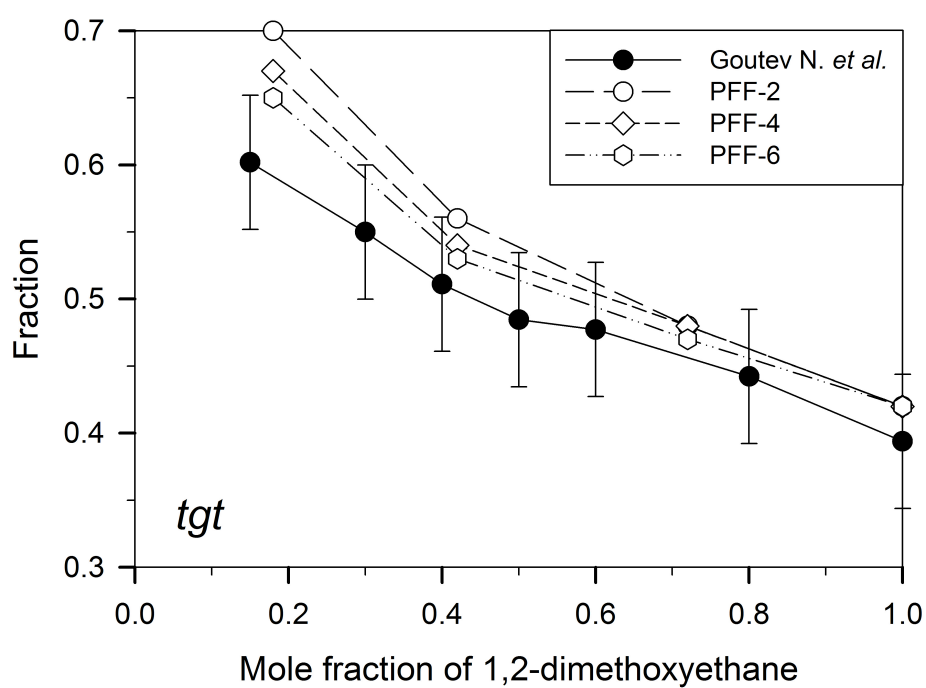 0.7
0.6
0.5
0.4
0.3
Fraction
Goutev N. et al.
PFF-2
PFF-4
PFF-6
tgt
0.0 0.2 0.4 0.6 0.8 1.0
Mole fraction of 1,2-dimethoxyethane